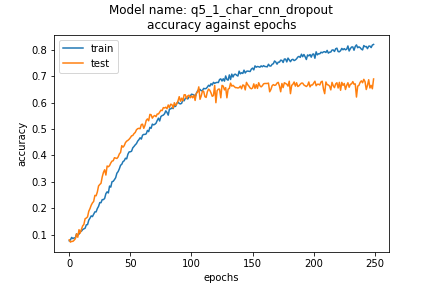 Model name: q5_1_char_cnn_dropout
accuracy against epochs
train
test
accuracy
0.8
0.7
0.6
0.5
0.4
0.3
0.2
0.1
0
50
100
150
200
250
epochs